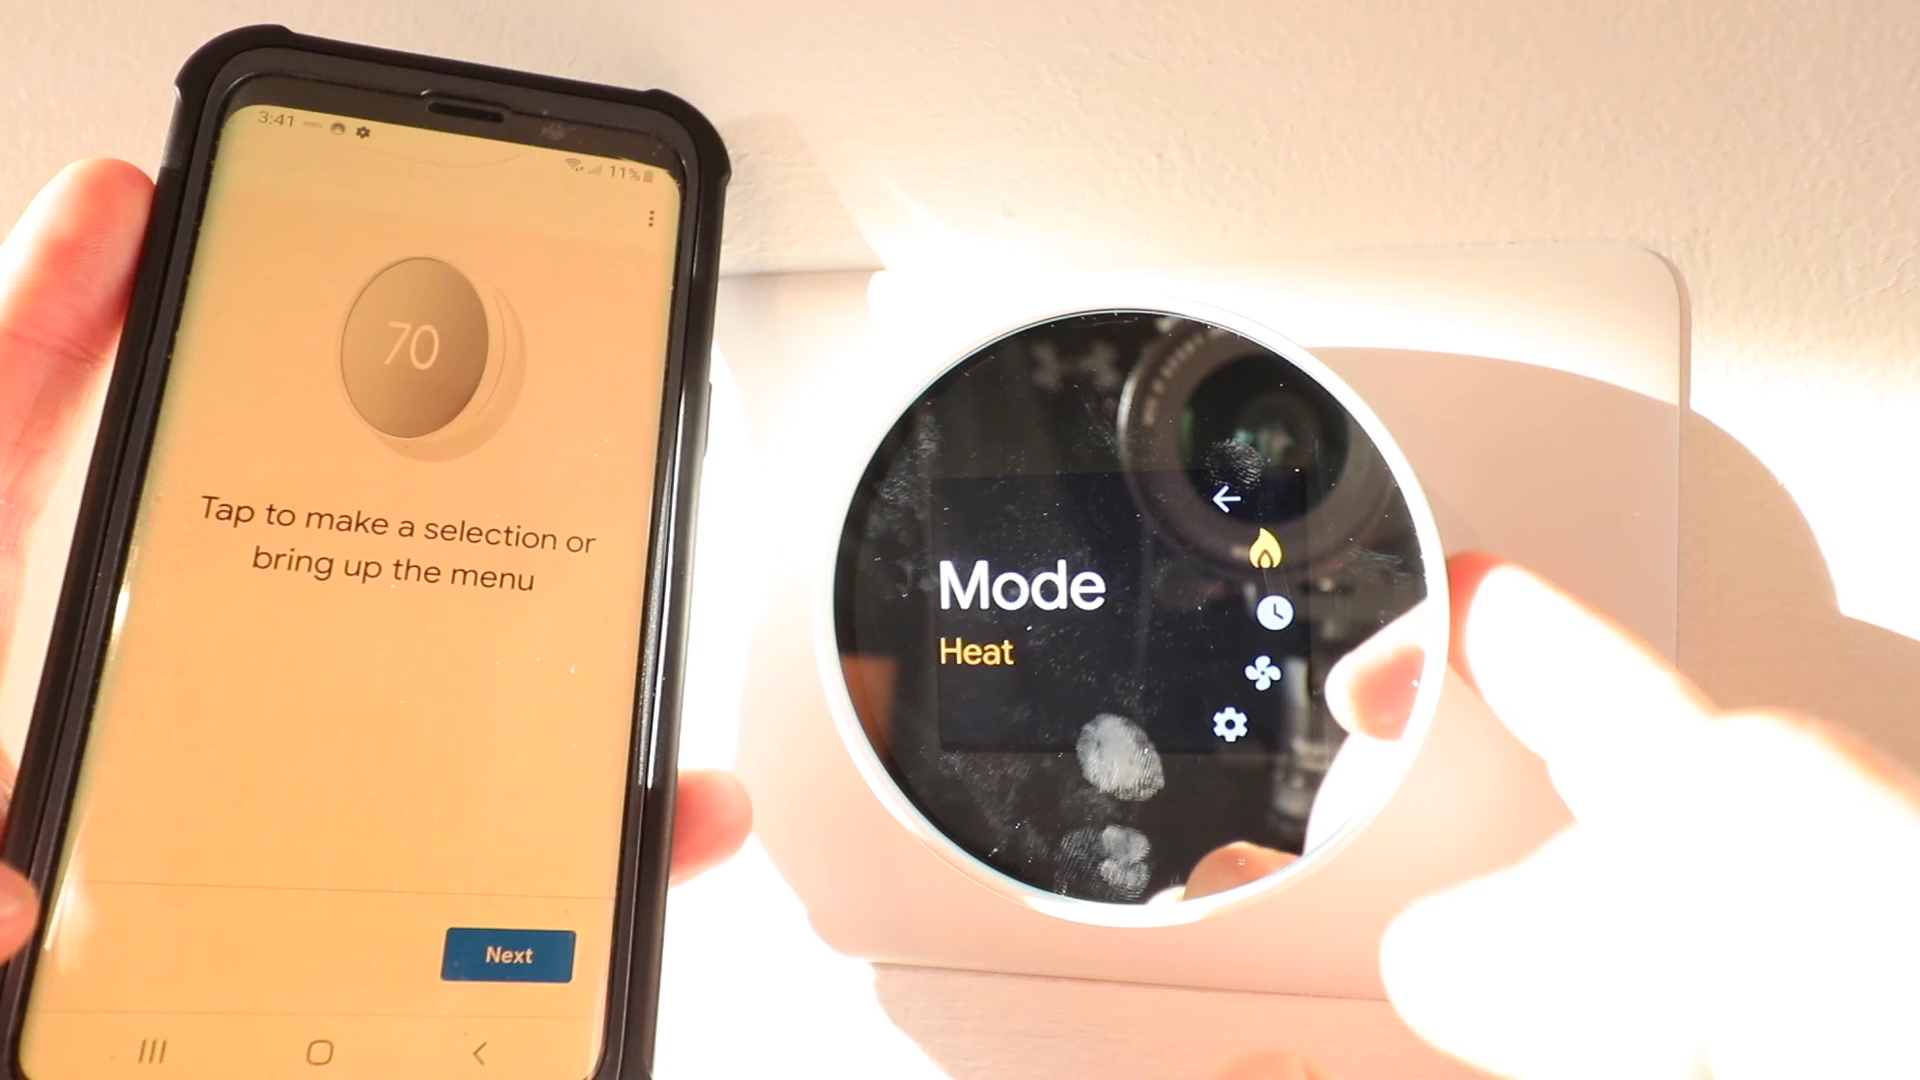 3:41
11%
70
Tap to make a selection or
bring up the menu
Next
Mode
Heat